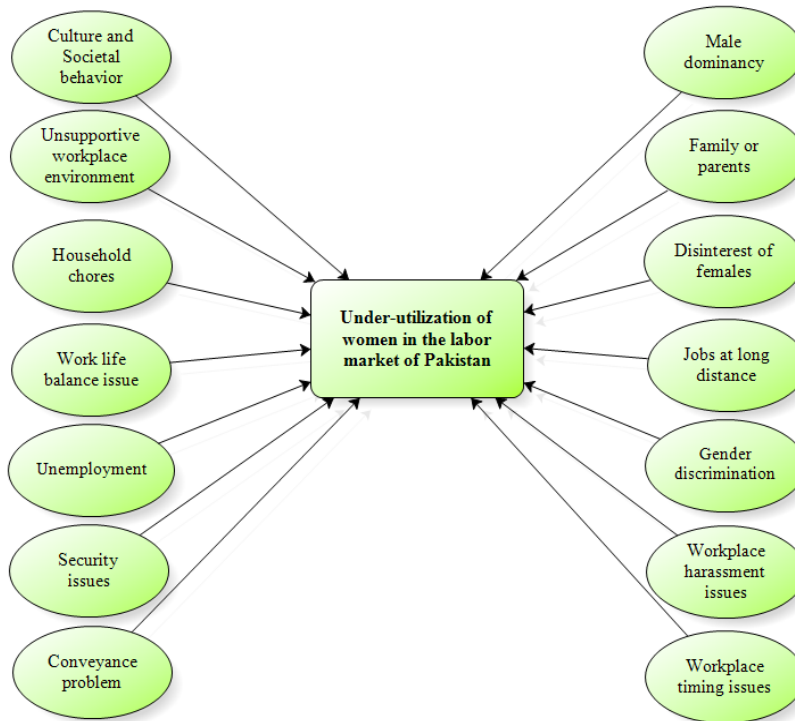 Culture and
Societal
behavior
Unsupportive
workplace
environment
Household
chores
Work life
balance issue
Unemployment
Security
issues
Conveyance
problem
Under-utilization of
women in the labor
market of Pakistan
Male
dominancy
Family or
parents
Disinterest of
females
Jobs at long
distance
Gender
discrimination
Workplace
harassment
issues
Workplace
timing issues